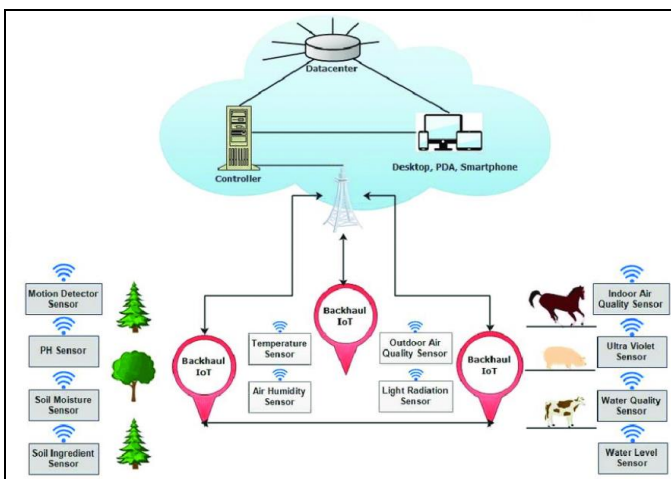 Datacenter
Controller
Desktop, PDA, Smartphone
Motion Detector
Sensor
PH Sensor
Soil Moisture
Sensor
Soil Ingredient
Sensor
Backhaul
IoT
Temperature
Sensor
Air Humidity
Sensor
Backhaul
IoT
Outdoor Air
Quality Sensor
Light Radiation
Sensor
Backhaul
IoT
Indoor Air
Quality Sensor
Ultra Violet
Sensor
Water Quality
Sensor
Water Level
Sensor